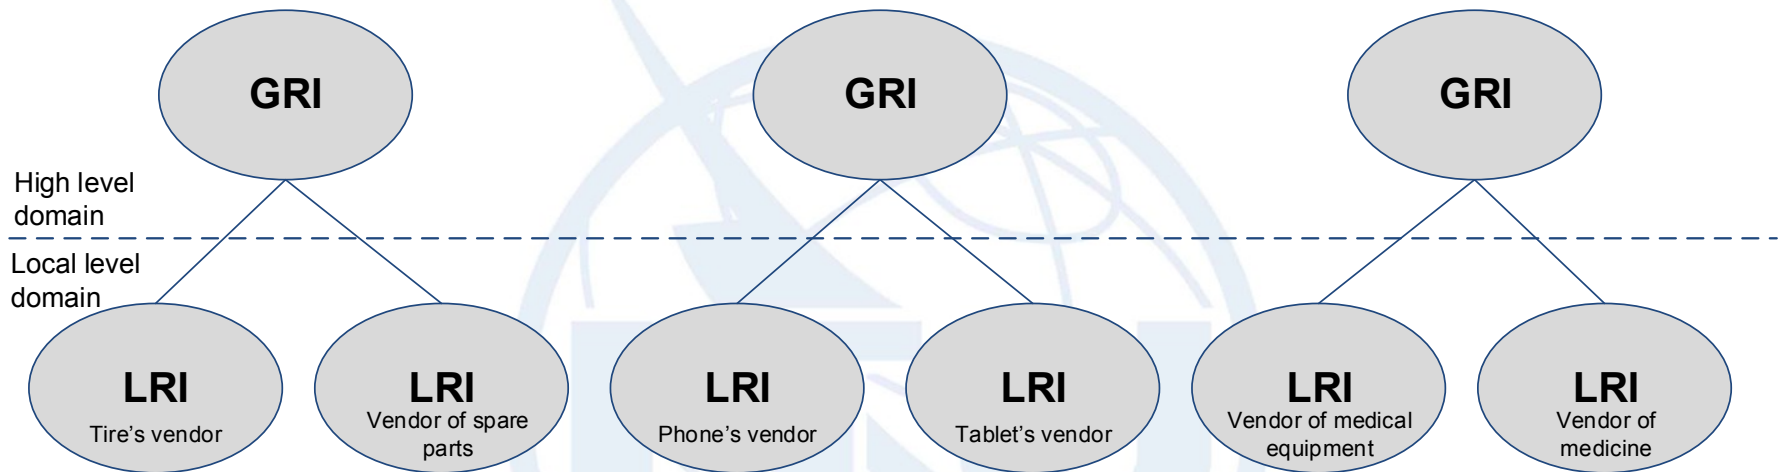 GRI
GRI
GRI
High level
domain
Local level
domain
LRI
Tire's vendor
LRI
Vendor of spare
parts
LRI
Phone's vendor
LRI
Tablet's vendor
LRI
Vendor of medical
equipment
LRI
Vendor of
medicine